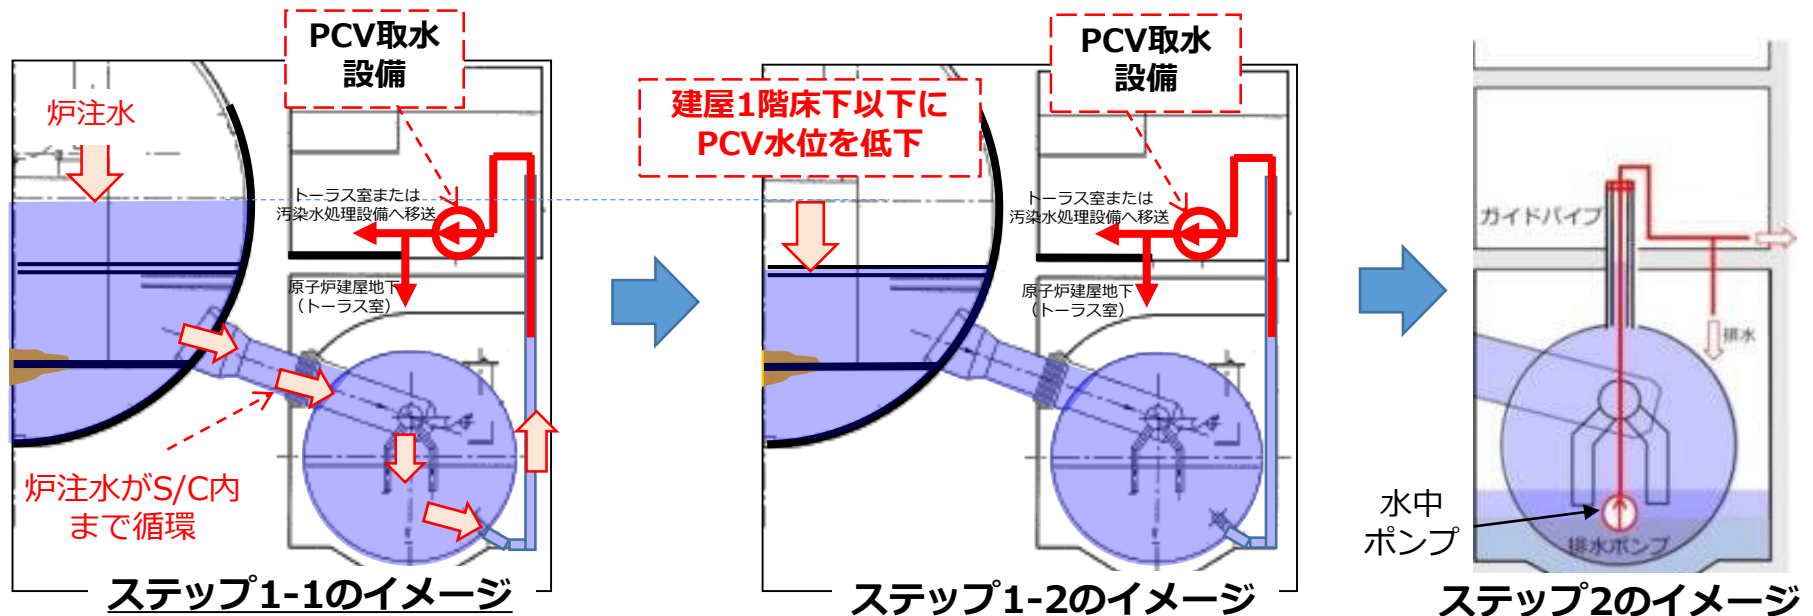 PCV取水
設備
炉注水
トーラス室または
汚染水処理設備へ移送
原子炉建屋地下
（トーラス室）
炉注水がS/C内
まで循環
ステップ1-1のイメージ
PCV取水
設備
建屋1階床下以下に
PCV水位を低下
トーラス室または
汚染水処理設備へ移送
原子炉建屋地下
（トーラス室）
ステップ1-2のイメージ
ガイドパイプ
排水
水中
ポンプ
排水ポンプ
ステップ2のイメージ